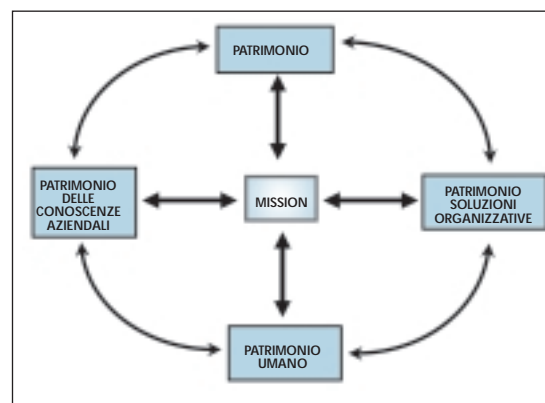 PATRIMONIO
PATRIMONIO
DELLE
CONOSCENZE
AZIENDALI
MISSION
PATRIMONIO
SOLUZIONI
ORGANIZZATIVE
PATRIMONIO
UMANO